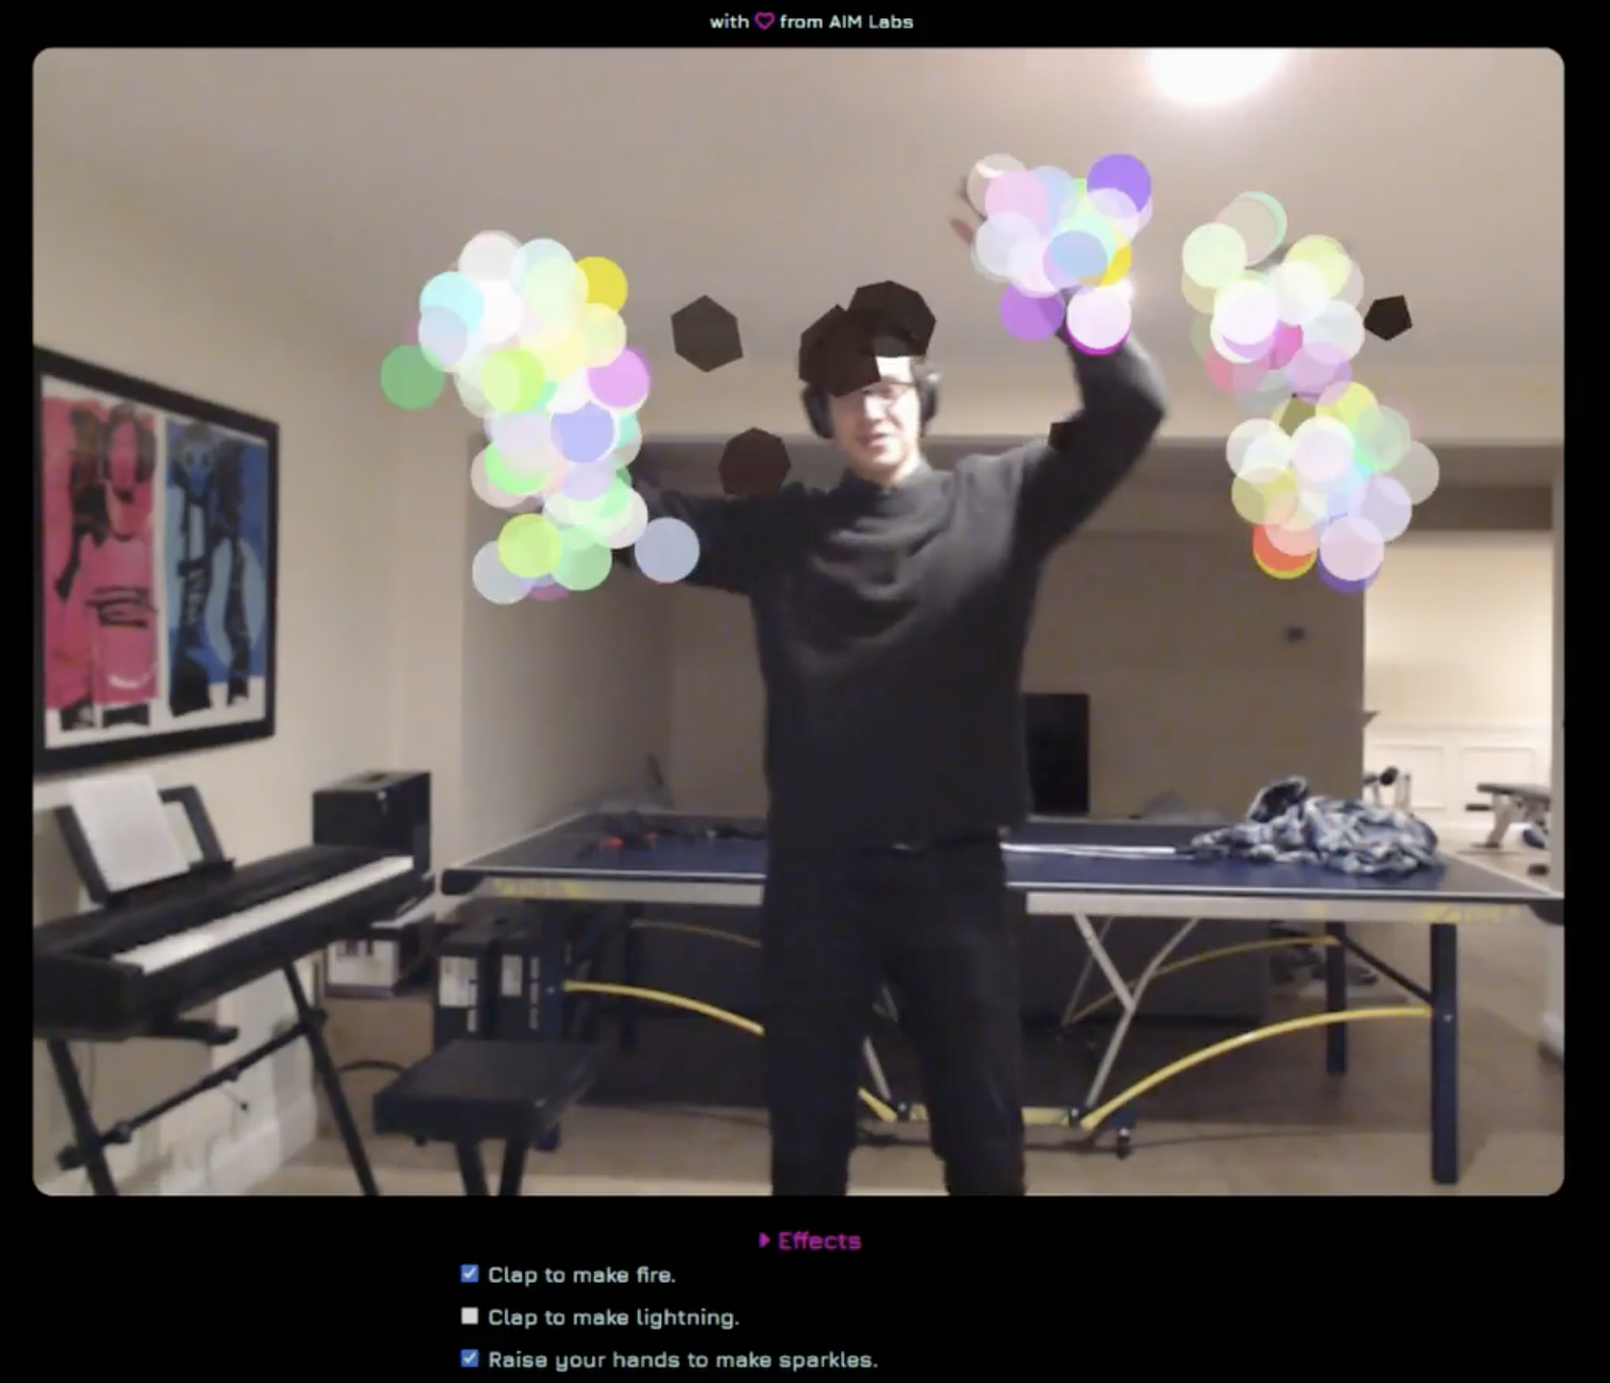 with ♡ from AIM Labs
Effects
Clap to make fire.
Clap to make lightning.
Raise your hands to make sparkles.